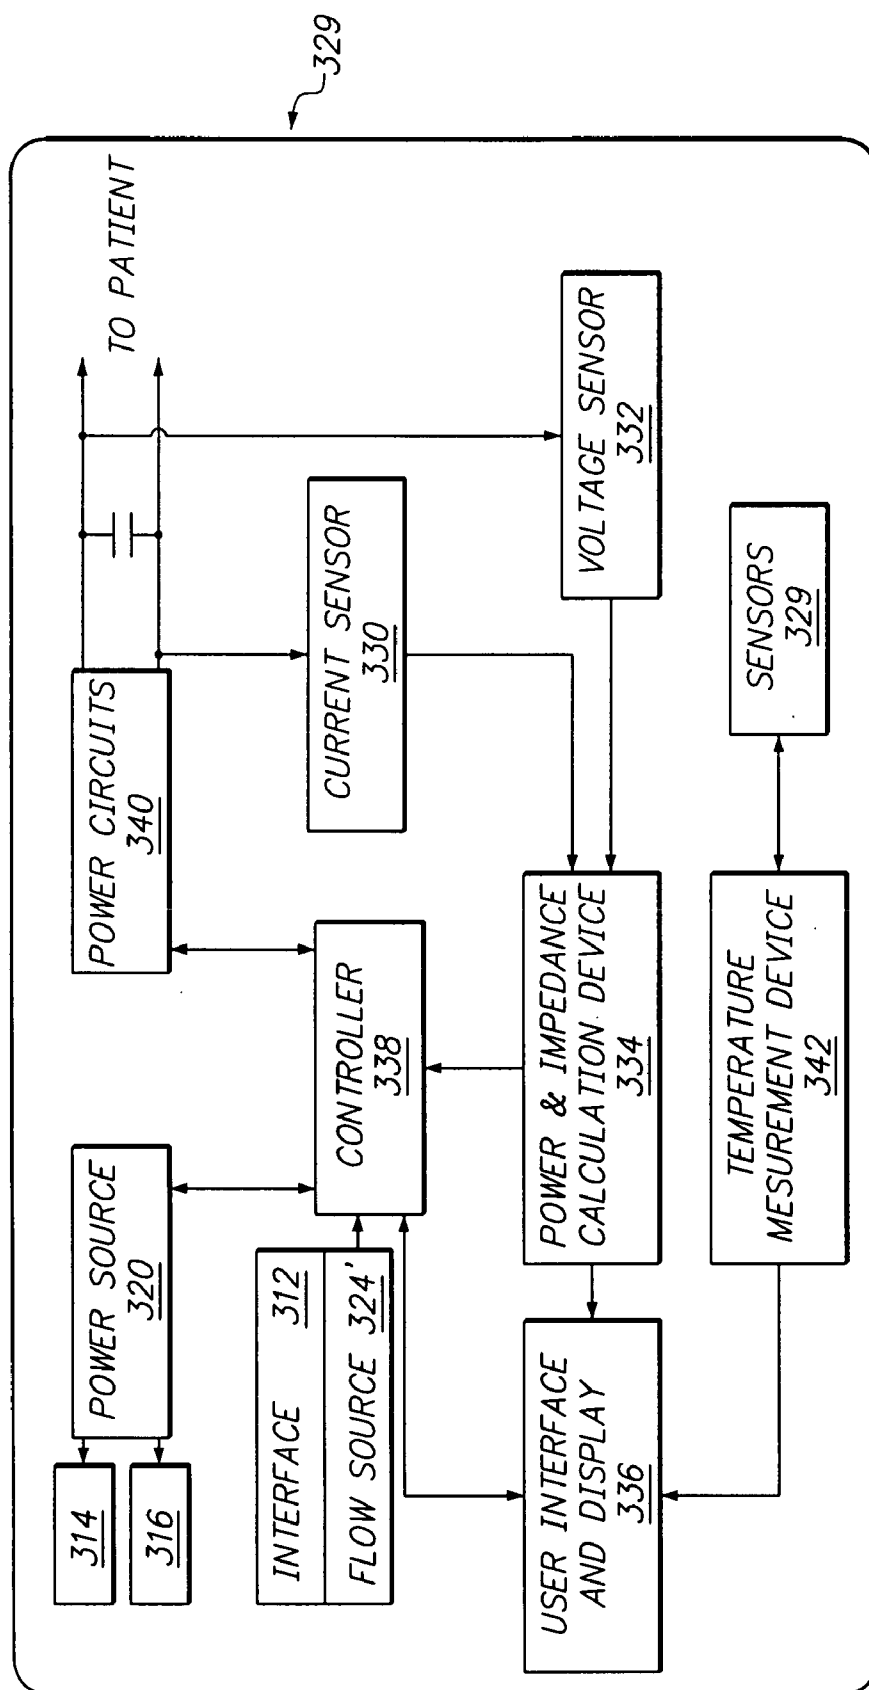 329
314
316
POWER SOURCE
320
POWER CIRCUITS
340
TO PATIENT
INTERFACE 312
FLOW SOURCE 324'
CONTROLLER
338
CURRENT SENSOR
330
USER INTERFACE
AND DISPLAY
336
POWER & IMPEDANCE
CALCULATION DEVICE
334
VOLTAGE SENSOR
332
TEMPERATURE
MESUREMENT DEVICE
342
SENSORS
329